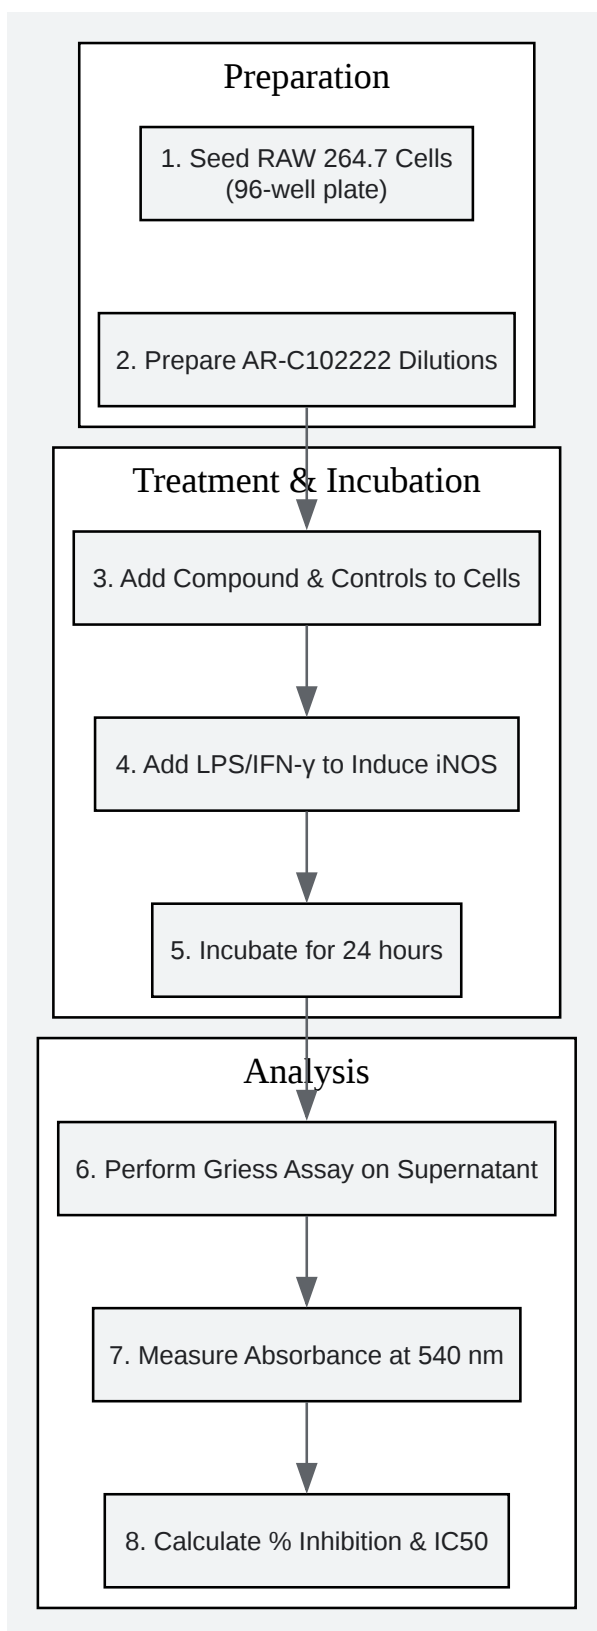 Preparation
1. Seed RAW 264.7 Cells
(96-well plate)
2. Prepare AR-C102222 Dilutions
Treatment & Incubation
3. Add Compound & Controls to Cells
4. Add LPS/IFN-γ to Induce iNOS
5. Incubate for 24 hours
Analysis
6. Perform Griess Assay on Supernatant
7. Measure Absorbance at 540 nm
8. Calculate % Inhibition & IC50